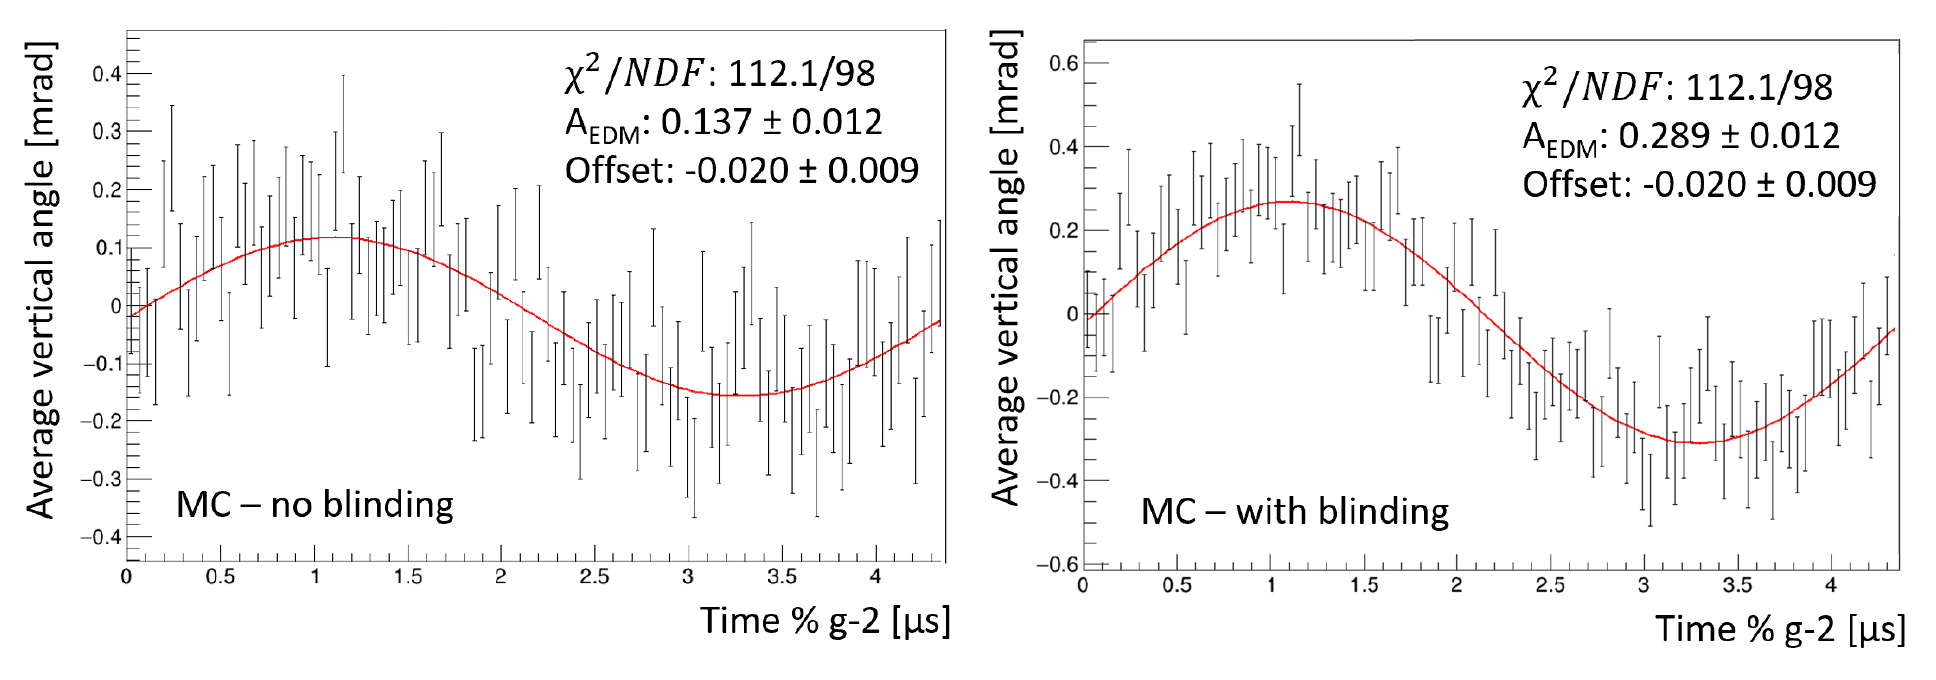 Average vertical angle [mrad]
0.4
0.3
0.2
0.1
0
−0.1
−0.2
−0.3
−0.4
χ²/NDF: 112.1/98
A_EDM: 0.137 ± 0.012
Offset: -0.020 ± 0.009
MC – no blinding
0 0.5 1 1.5 2 2.5 3 3.5 4
Time % g-2 [μs]
Average vertical angle [mrad]
0.6
0.4
0.2
0
−0.2
−0.4
−0.6
χ²/NDF: 112.1/98
A_EDM: 0.289 ± 0.012
Offset: -0.020 ± 0.009
MC – with blinding
0 0.5 1 1.5 2 2.5 3 3.5 4
Time % g-2 [μs]